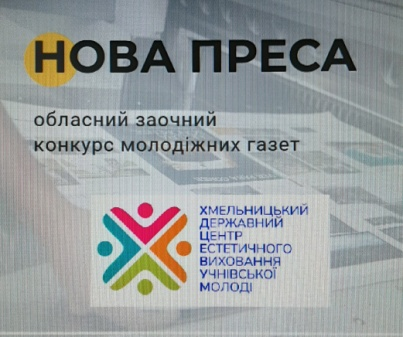 НОВА ПРЕСА
обласний заочний
конкурс молодіжних газет
ХМЕЛЬНИЦЬКИЙ
ДЕРЖАВНИЙ
ЦЕНТР
ЕСТЕТИЧНОГО
ВИХОВАННЯ
УЧНІВСЬКОЇ
МОЛОДІ